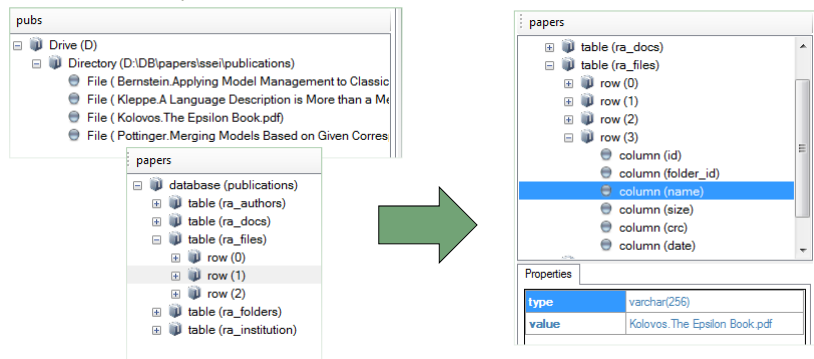 pubs
Drive (D)
Directory (D:\DB\papers\ssei\publications)
File ( Bernstein.Applying Model Management to Classic
File ( Kleppe.A Language Description is More than a Me
File ( Kolovos.The Epsilon Book.pdf)
File ( Pottinger.Merging Models Based on Given Corres
papers
database (publications)
table (ra_authors)
table (ra_docs)
table (ra_files)
row (0)
row (1)
row (2)
table (ra_folders)
table (ra_institution)
papers
table (ra_docs)
table (ra_files)
row (0)
row (1)
row (2)
row (3)
column (id)
column (folder_id)
column (name)
column (size)
column (crc)
column (date)
Properties
type varchar(256)
value Kolovos.The Epsilon Book.pdf